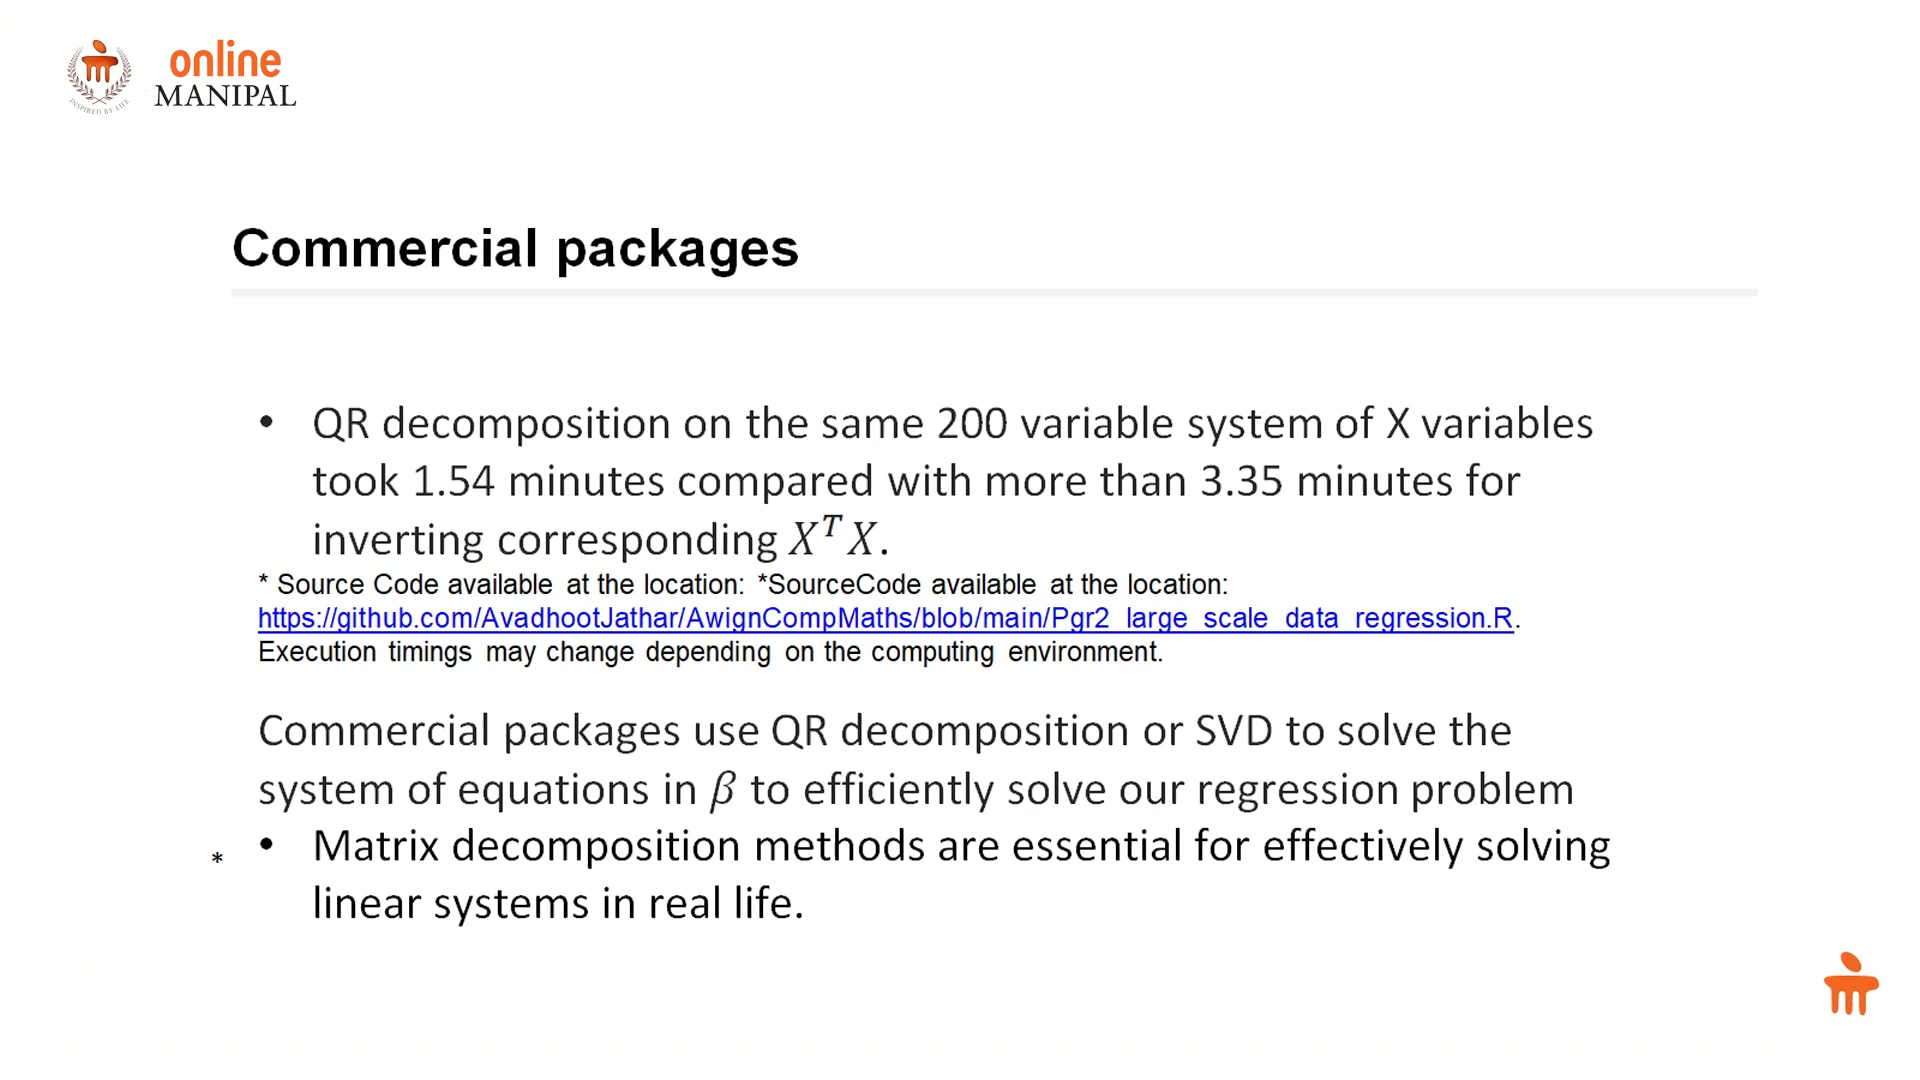 online
MANIPAL
INSPIRED BY LIFE
Commercial packages
• QR decomposition on the same 200 variable system of X variables
took 1.54 minutes compared with more than 3.35 minutes for
inverting corresponding XᵀX.
* Source Code available at the location: *SourceCode available at the location:
https://github.com/AvadhootJathar/AwignCompMaths/blob/main/Pgr2_large_scale_data_regression.R.
Execution timings may change depending on the computing environment.
Commercial packages use QR decomposition or SVD to solve the
system of equations in β to efficiently solve our regression problem
* • Matrix decomposition methods are essential for effectively solving
linear systems in real life.